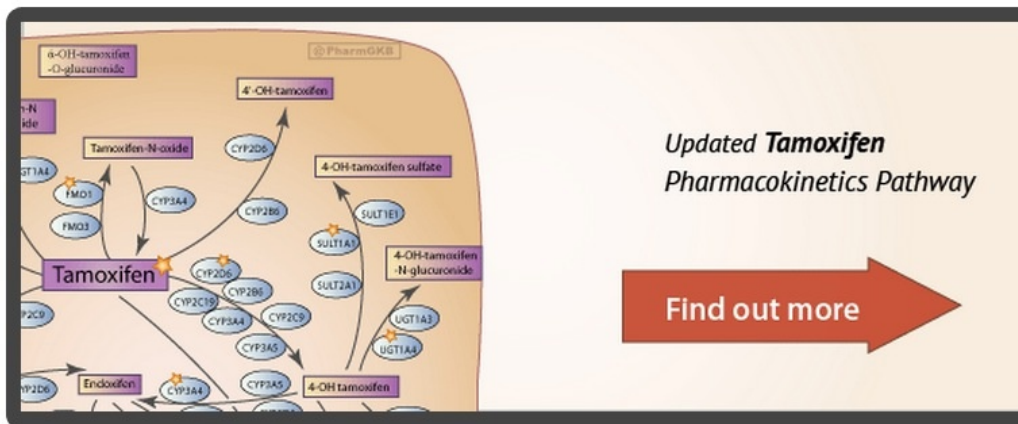 α-OH-tamoxifen
-O-glucuronide
© PharmGKB
4'-OH-tamoxifen
Tamoxifen-N-oxide
CYP2D6
4-OH-tamoxifen sulfate
FMO1
CYP3A4
CYP2B6
SULT1E1
FMO3
SULT1A1
4-OH-tamoxifen
-N-glucuronide
Tamoxifen
CYP2D6
CYP2B6
SULT2A1
CYP2C19
CYP3A4
CYP2C9
UGT1A3
CYP3A5
UGT1A4
Endoxifen
CYP3A4
CYP3A5
4-OH tamoxifen
Updated Tamoxifen
Pharmacokinetics Pathway
Find out more